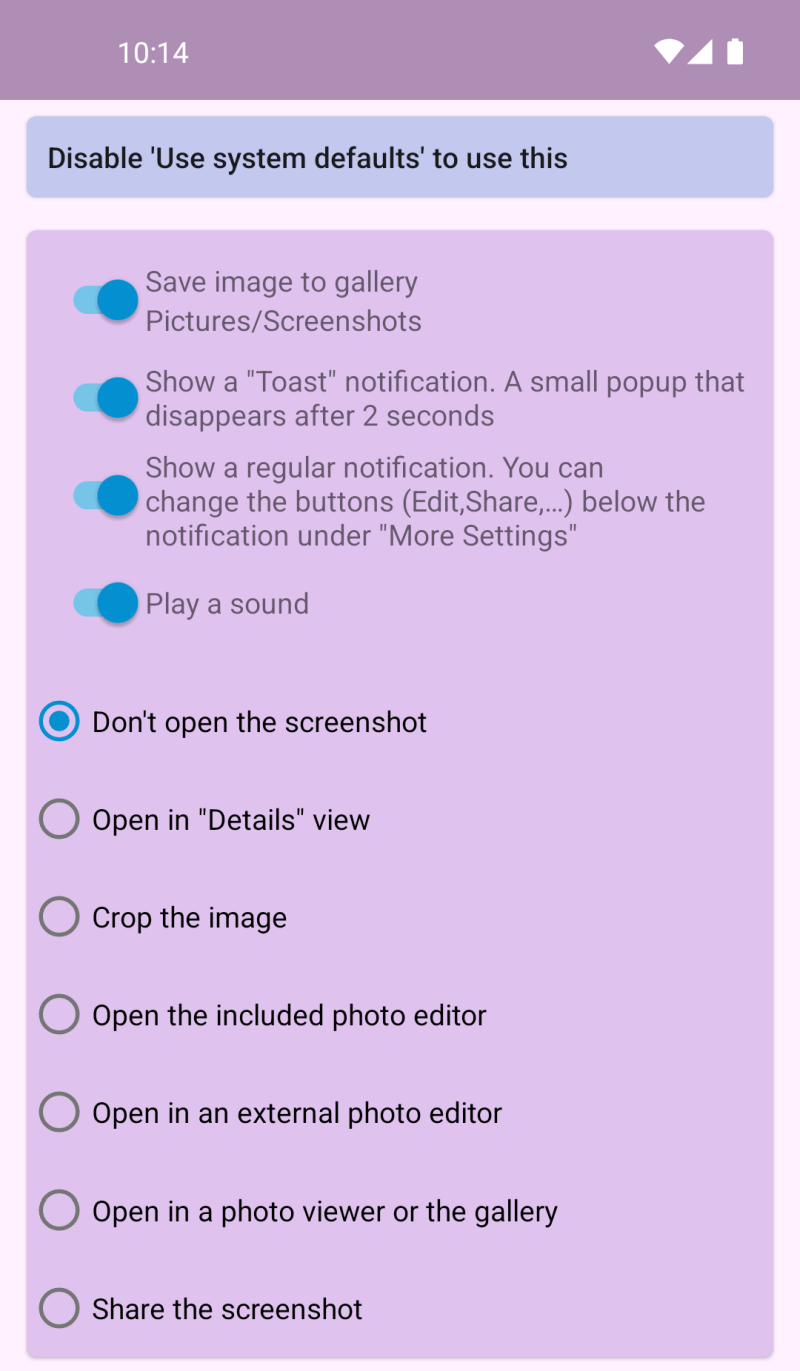 10:14
Disable 'Use system defaults' to use this
Save image to gallery
Pictures/Screenshots
Show a "Toast" notification. A small popup that
disappears after 2 seconds
Show a regular notification. You can
change the buttons (Edit,Share,...) below the
notification under "More Settings"
Play a sound
Don't open the screenshot
Open in "Details" view
Crop the image
Open the included photo editor
Open in an external photo editor
Open in a photo viewer or the gallery
Share the screenshot